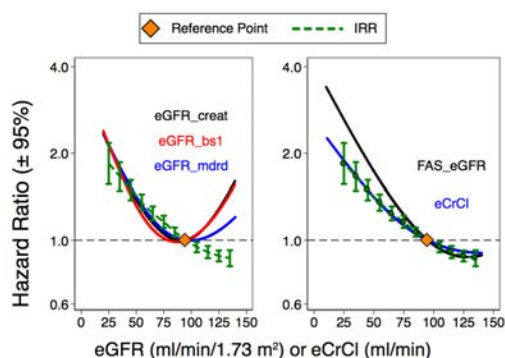 Reference Point IRR
Hazard Ratio (± 95%)
4.0
2.0
1.0
0.6
eGFR_creat
eGFR_bs1
eGFR_mdrd
0 25 50 75 100 125 150
4.0
2.0
1.0
0.6
FAS_eGFR
eCrCl
0 25 50 75 100 125 150
eGFR (ml/min/1.73 m²) or eCrCl (ml/min)